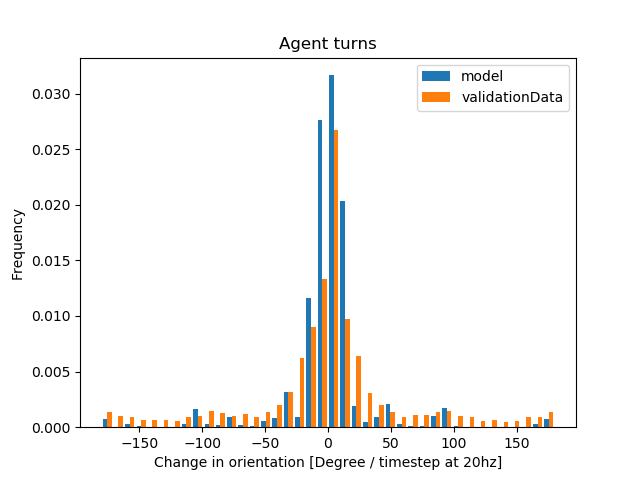 Agent turns
model
validationData
0.030
0.025
0.020
0.015
0.010
0.005
0.000
Frequency
−150 −100 −50 0 50 100 150
Change in orientation [Degree / timestep at 20hz]